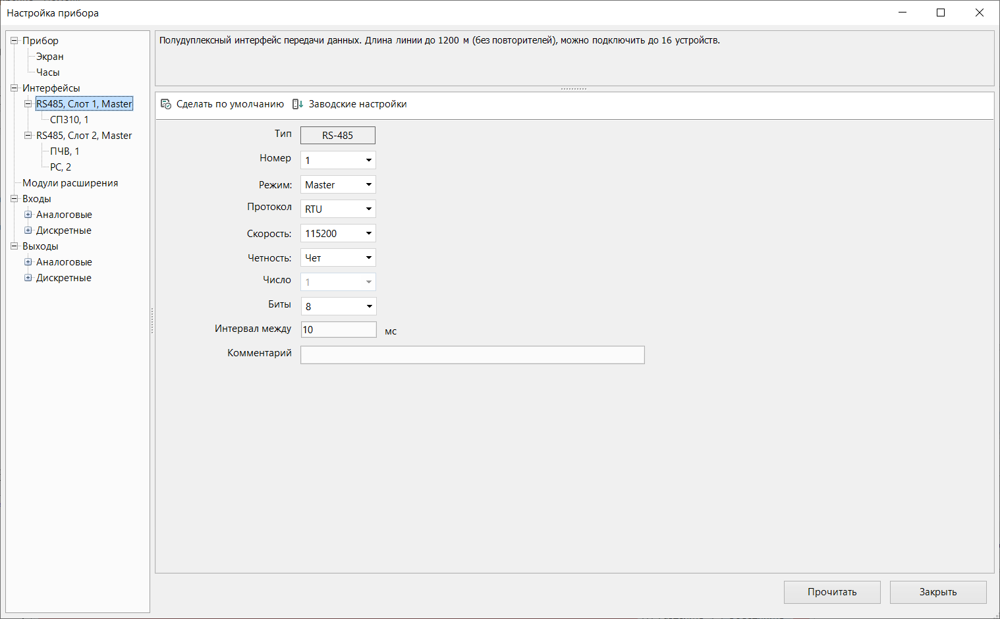 Настройка прибора
Прибор
Экран
Часы
Интерфейсы
RS485, Слот 1, Master
СП310, 1
RS485, Слот 2, Master
ПЧВ, 1
РС, 2
Модули расширения
Входы
Аналоговые
Дискретные
Выходы
Аналоговые
Дискретные
Полудуплексный интерфейс передачи данных. Длина линии до 1200 м (без повторителей), можно подключить до 16 устройств.
Сделать по умолчанию Заводские настройки
Тип RS-485
Номер 1
Режим: Master
Протокол RTU
Скорость: 115200
Четность: Чет
Число 1
Биты 8
Интервал между 10 мс
Комментарий
Прочитать Закрыть